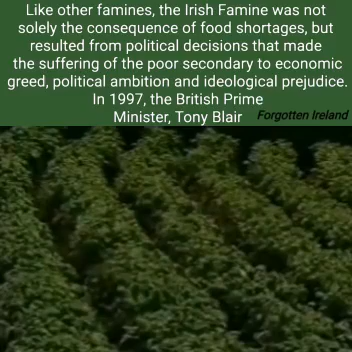 Like other famines, the Irish Famine was not
solely the consequence of food shortages, but
resulted from political decisions that made
the suffering of the poor secondary to economic
greed, political ambition and ideological prejudice.
In 1997, the British Prime
Minister, Tony Blair
Forgotten Ireland